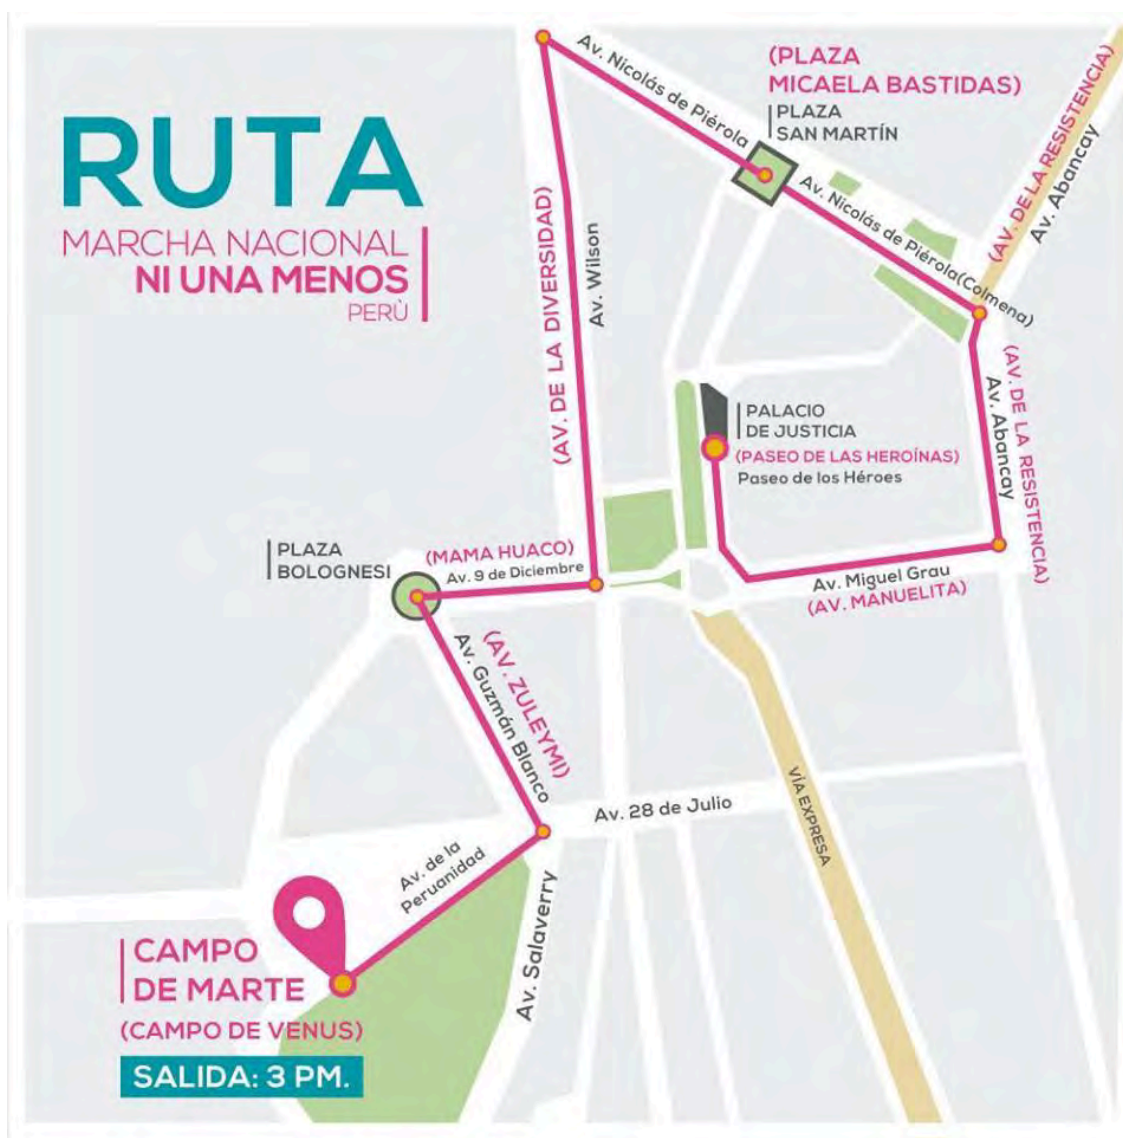 RUTA
MARCHA NACIONAL
NI UNA MENOS
PERÙ
Av. Nicolás de Piérola
(PLAZA
MICAELA BASTIDAS)
PLAZA
SAN MARTÍN
Av. Nicolás de Piérola(Colmena)
(AV. DE LA RESISTENCIA)
Av. Abancay
(AV. DE LA DIVERSIDAD)
Av. Wilson
(AV. DE LA RESISTENCIA)
Av. Abancay
PALACIO
DE JUSTICIA
(PASEO DE LAS HEROÍNAS)
Paseo de los Héroes
PLAZA
BOLOGNESI
(MAMA HUACO)
Av. 9 de Diciembre
Av. Miguel Grau
(AV. MANUELITA)
(AV. ZULEYMI)
Av. Guzmán Blanco
Av. 28 de Julio
VÍA EXPRESA
Av. de la
Peruanidad
Av. Salaverry
CAMPO
DE MARTE
(CAMPO DE VENUS)
SALIDA: 3 PM.